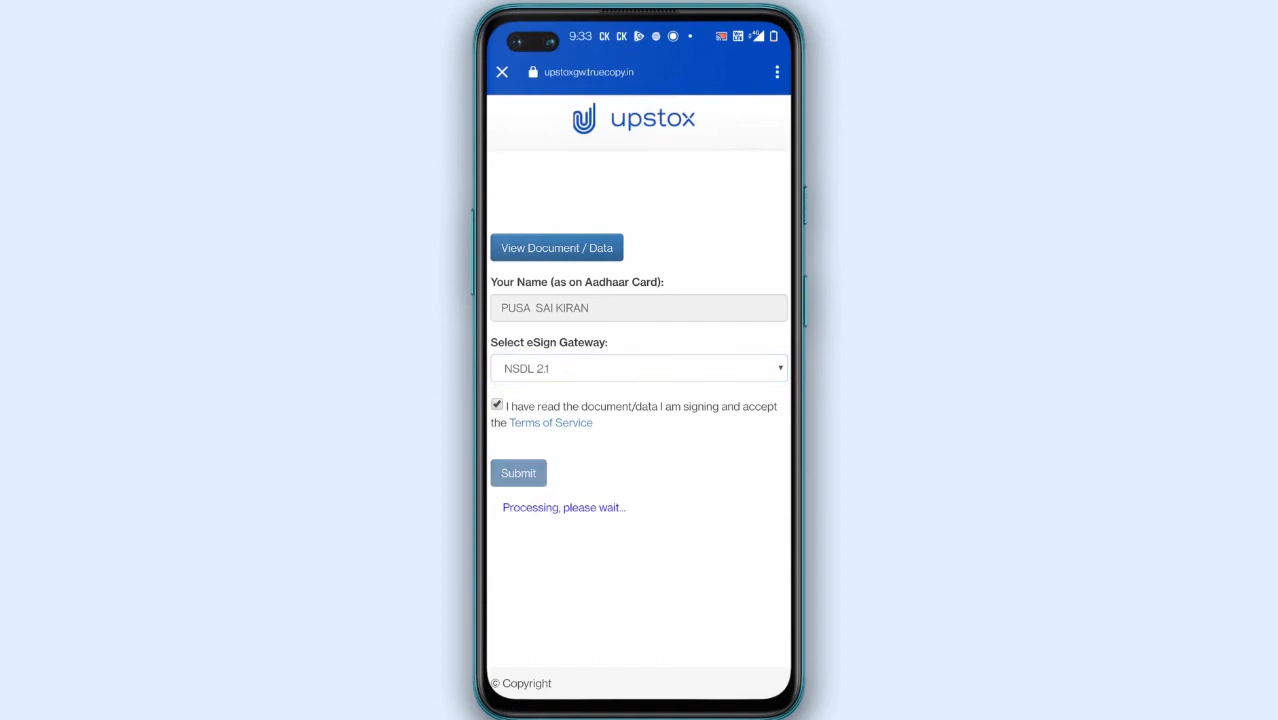 9:33 CK CK
upstoxgw.truecopy.in
upstox
View Document / Data
Your Name (as on Aadhaar Card):
PUSA SAI KIRAN
Select eSign Gateway:
NSDL 2.1
I have read the document/data I am signing and accept
the Terms of Service
Submit
Processing, please wait...
© Copyright